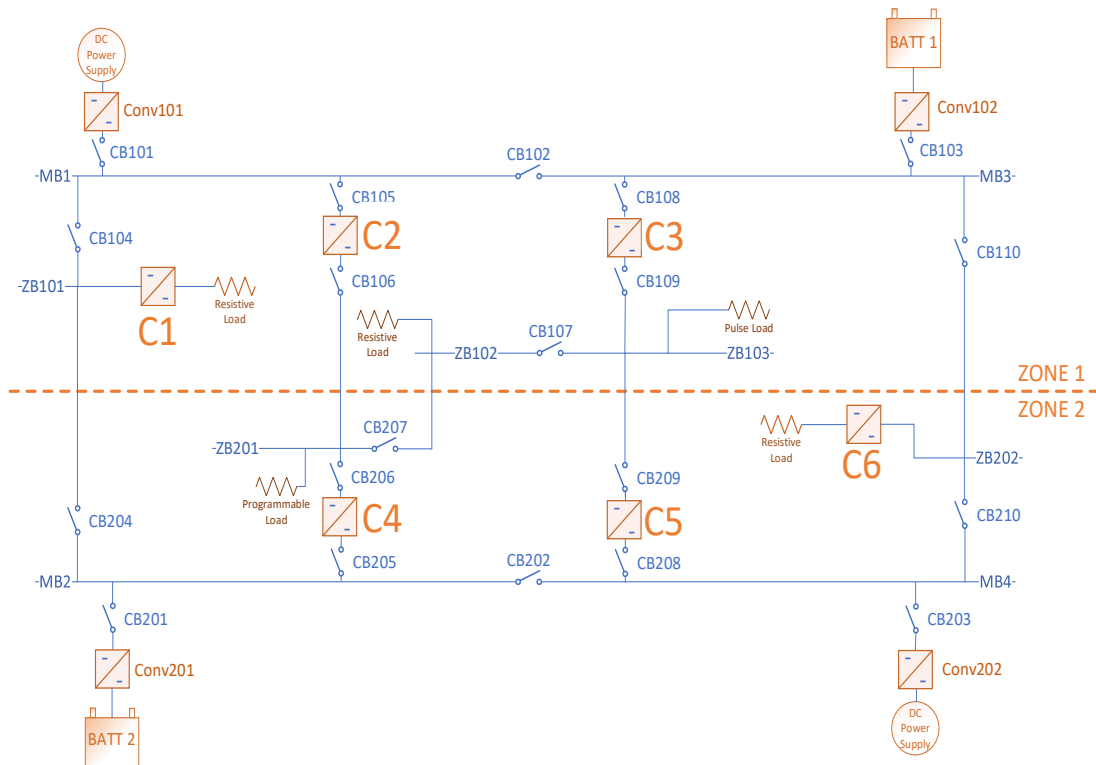 DC
Power
Supply
BATT 1
Conv101
Conv102
CB101
CB102
CB103
MB1
MB3
CB105
CB108
CB104
C2
C3
CB110
CB106
CB109
ZB101
Resistive
Load
C1
Resistive
Load
CB107
Pulse Load
ZB102
ZB103
ZONE 1
ZONE 2
CB207
ZB201
Resistive
Load
C6
ZB202
CB206
CB209
Programmable
Load
CB204
C4
C5
CB210
CB205
CB202
CB208
MB2
MB4
CB201
CB203
Conv201
Conv202
BATT 2
DC
Power
Supply